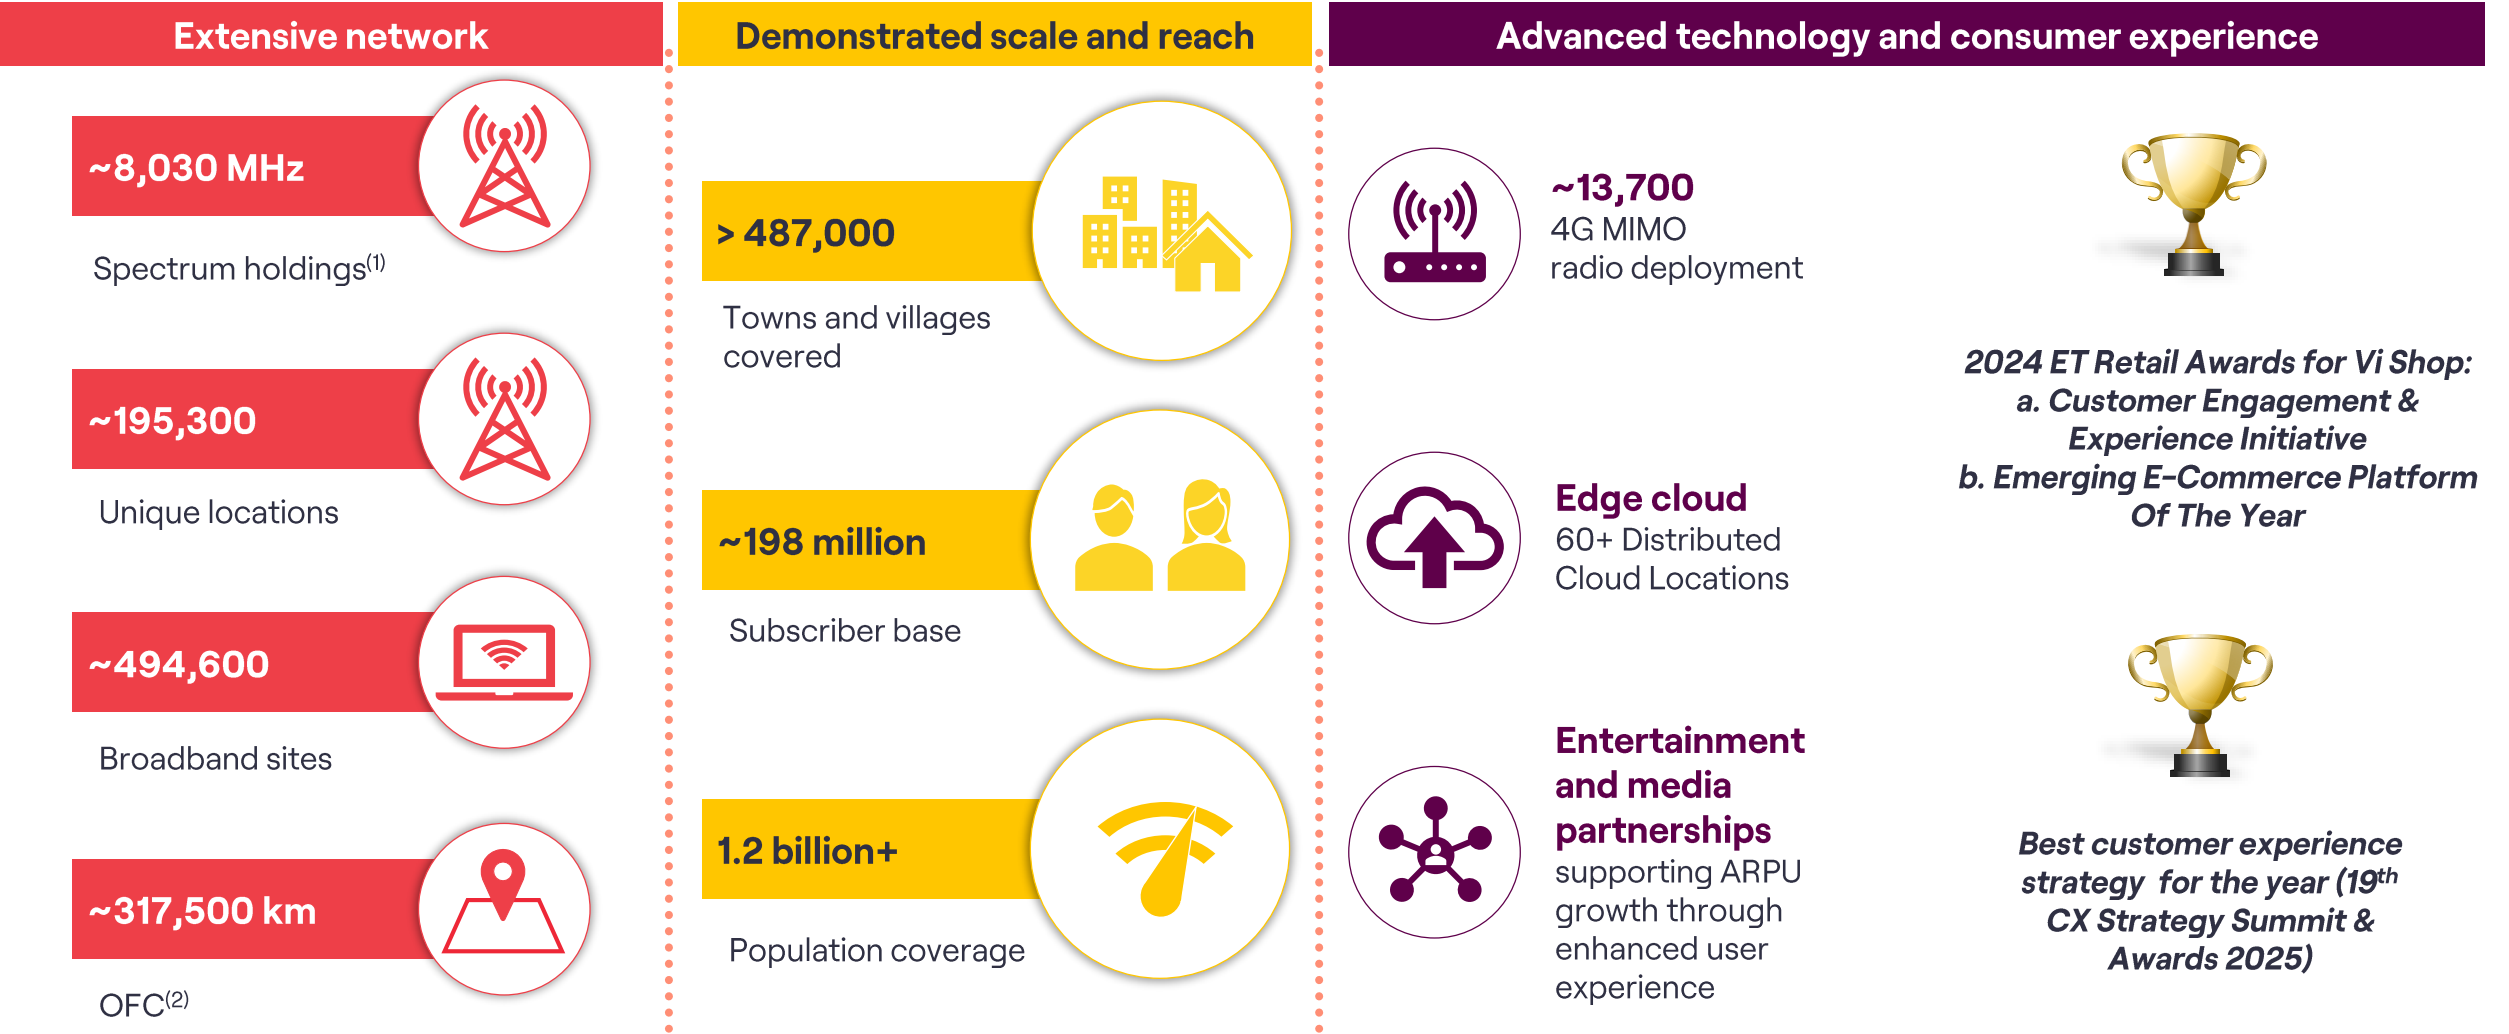 Extensive network
~8,030 MHz
Spectrum holdings(1)
~195,300
Unique locations
~494,600
Broadband sites
~317,500 km
OFC(2)
Demonstrated scale and reach
> 487,000
Towns and villages
covered
~198 million
Subscriber base
1.2 billion+
Population coverage
Advanced technology and consumer experience
~13,700
4G MIMO
radio deployment
Edge cloud
60+ Distributed
Cloud Locations
Entertainment
and media
partnerships
supporting ARPU
growth through
enhanced user
experience
2024 ET Retail Awards for Vi Shop:
a. Customer Engagement &
Experience Initiative
b. Emerging E-Commerce Platform
Of The Year
Best customer experience
strategy for the year (19th
CX Strategy Summit &
Awards 2025)